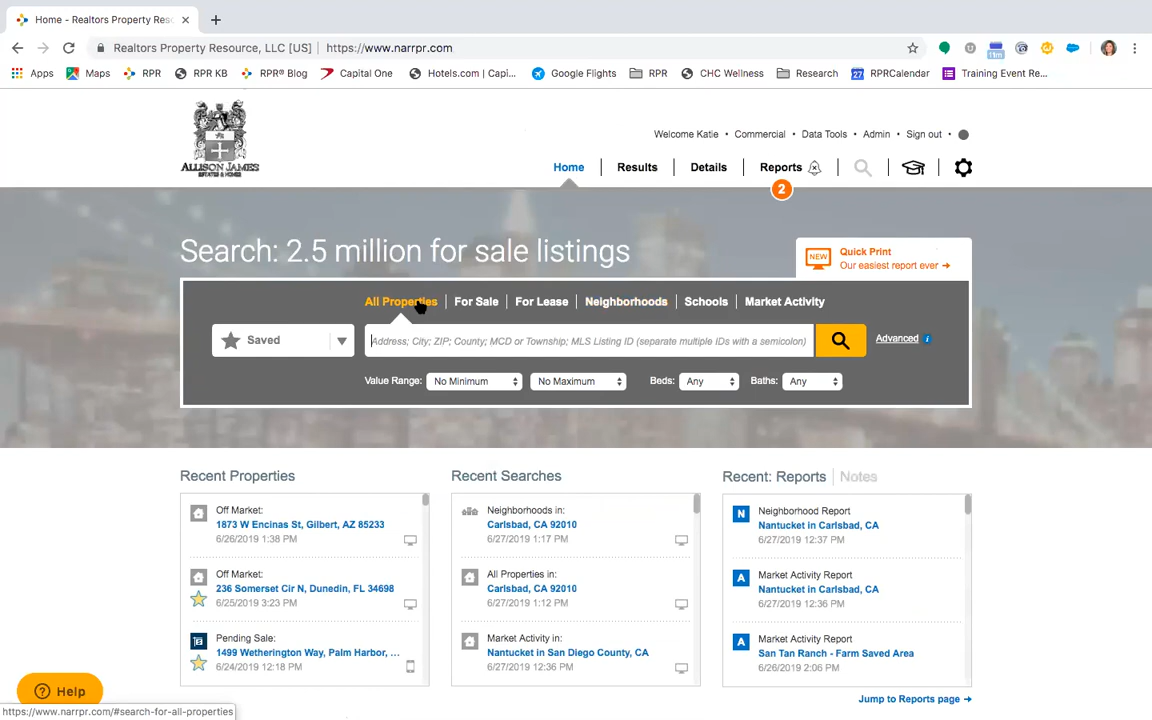 Home - Realtors Property Reso
Realtors Property Resource, LLC [US] | https://www.narrpr.com
Apps Maps RPR RPR KB RPR® Blog Capital One Hotels.com | Capi... Google Flights RPR CHC Wellness Research 27 RPRCalendar Training Event Re...
11m
ALLISON JAMES
ESTATES & HOMES
Welcome Katie • Commercial • Data Tools • Admin • Sign out •
Home Results Details Reports
2
Search: 2.5 million for sale listings
NEW
Quick Print
Our easiest report ever
All Properties For Sale For Lease Neighborhoods Schools Market Activity
Saved
Address; City; ZIP; County; MCD or Township; MLS Listing ID (separate multiple IDs with a semicolon)
Advanced i
Value Range: No Minimum No Maximum Beds: Any Baths: Any
Recent Properties
Off Market:
1873 W Encinas St, Gilbert, AZ 85233
6/26/2019 1:38 PM
Off Market:
236 Somerset Cir N, Dunedin, FL 34698
6/25/2019 3:23 PM
Pending Sale:
1499 Wetherington Way, Palm Harbor, ...
6/24/2019 12:18 PM
Recent Searches
Neighborhoods in:
Carlsbad, CA 92010
6/27/2019 1:17 PM
All Properties in:
Carlsbad, CA 92010
6/27/2019 1:12 PM
Market Activity in:
Nantucket in San Diego County, CA
6/27/2019 12:36 PM
Recent: Reports Notes
N
Neighborhood Report
Nantucket in Carlsbad, CA
6/27/2019 12:37 PM
A
Market Activity Report
Nantucket in Carlsbad, CA
6/27/2019 12:36 PM
A
Market Activity Report
San Tan Ranch - Farm Saved Area
6/26/2019 2:06 PM
Jump to Reports page
? Help
https://www.narrpr.com/#search-for-all-properties